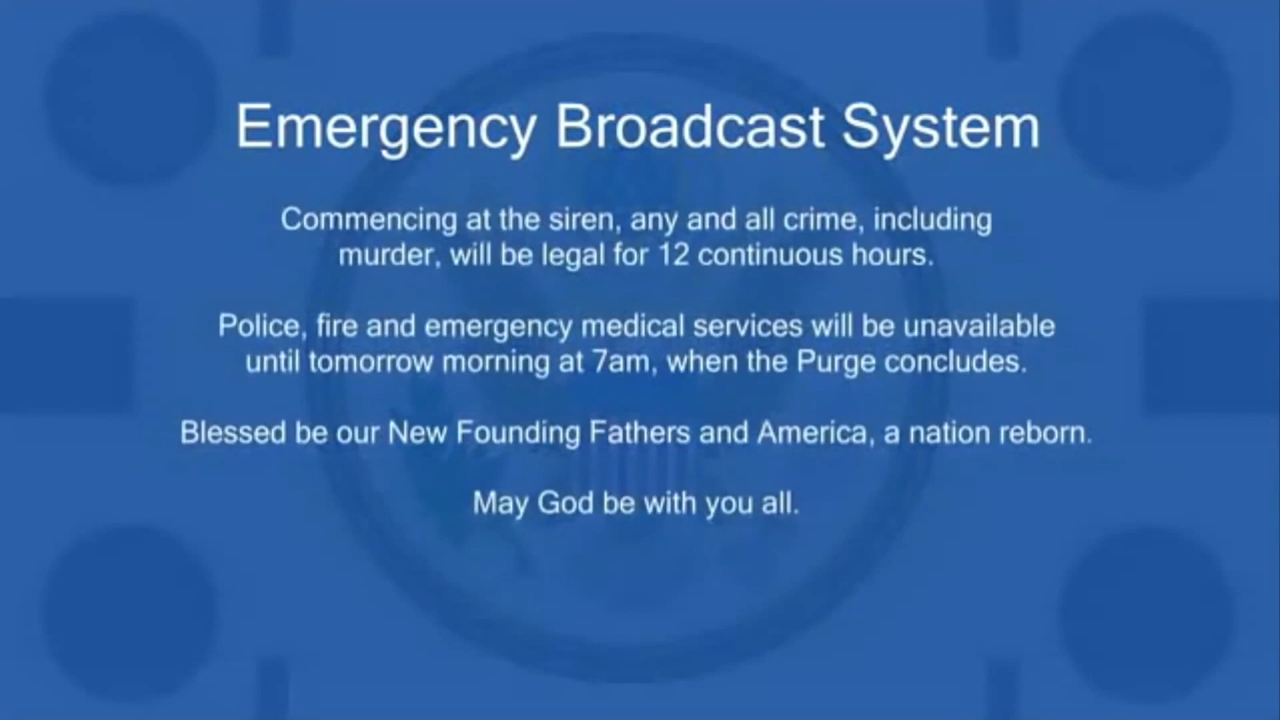 Emergency Broadcast System
Commencing at the siren, any and all crime, including
murder, will be legal for 12 continuous hours.
Police, fire and emergency medical services will be unavailable
until tomorrow morning at 7am, when the Purge concludes.
Blessed be our New Founding Fathers and America, a nation reborn.
May God be with you all.